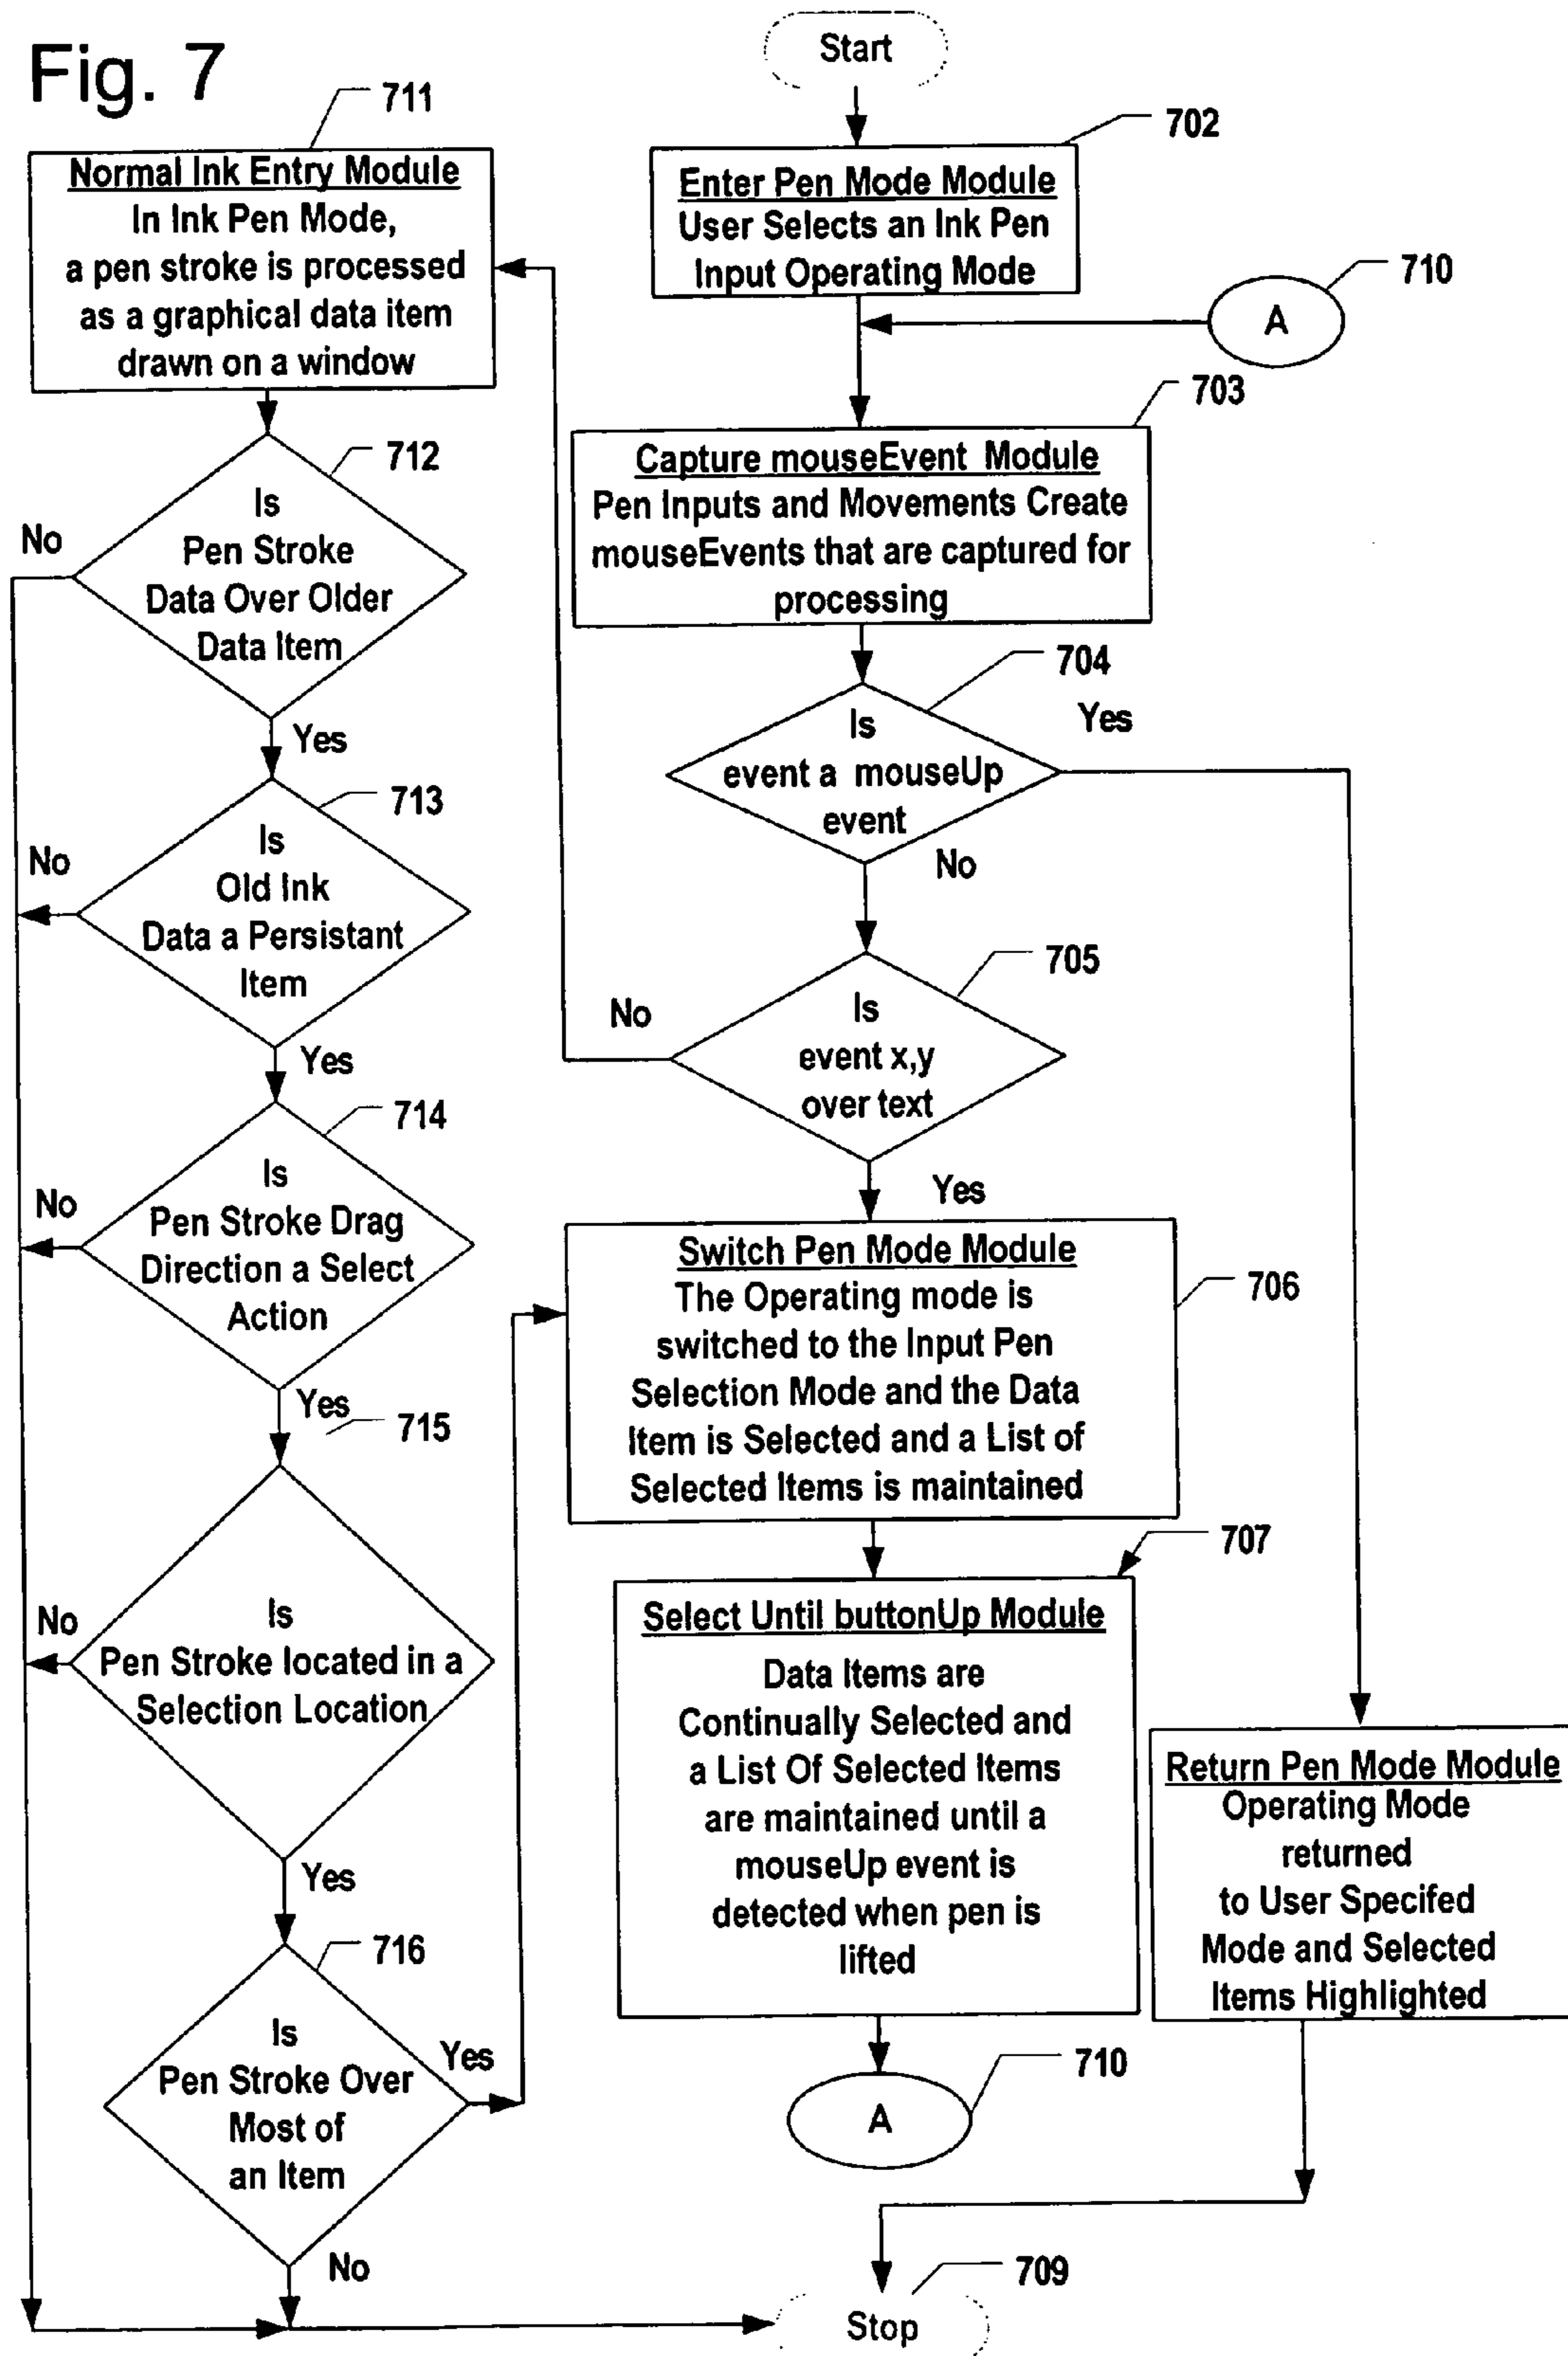 Fig. 7
Start
702
Enter Pen Mode Module
User Selects an Ink Pen
Input Operating Mode
710
A
703
Capture mouseEvent Module
Pen Inputs and Movements Create
mouseEvents that are captured for
processing
704
Is
event a mouseUp
event
Yes
No
705
Is
event x,y
over text
No
Yes
706
Switch Pen Mode Module
The Operating mode is
switched to the Input Pen
Selection Mode and the Data
Item is Selected and a List of
Selected Items is maintained
707
Select Until buttonUp Module
Data Items are
Continually Selected and
a List Of Selected Items
are maintained until a
mouseUp event is
detected when pen is
lifted
710
A
Return Pen Mode Module
Operating Mode
returned
to User Specifed
Mode and Selected
Items Highlighted
709
Stop
711
Normal Ink Entry Module
In Ink Pen Mode,
a pen stroke is processed
as a graphical data item
drawn on a window
712
Is
Pen Stroke
Data Over Older
Data Item
No
Yes
713
Is
Old Ink
Data a Persistant
Item
No
Yes
714
Is
Pen Stroke Drag
Direction a Select
Action
No
Yes
715
Is
Pen Stroke located in a
Selection Location
No
Yes
716
Is
Pen Stroke Over
Most of
an Item
Yes
No